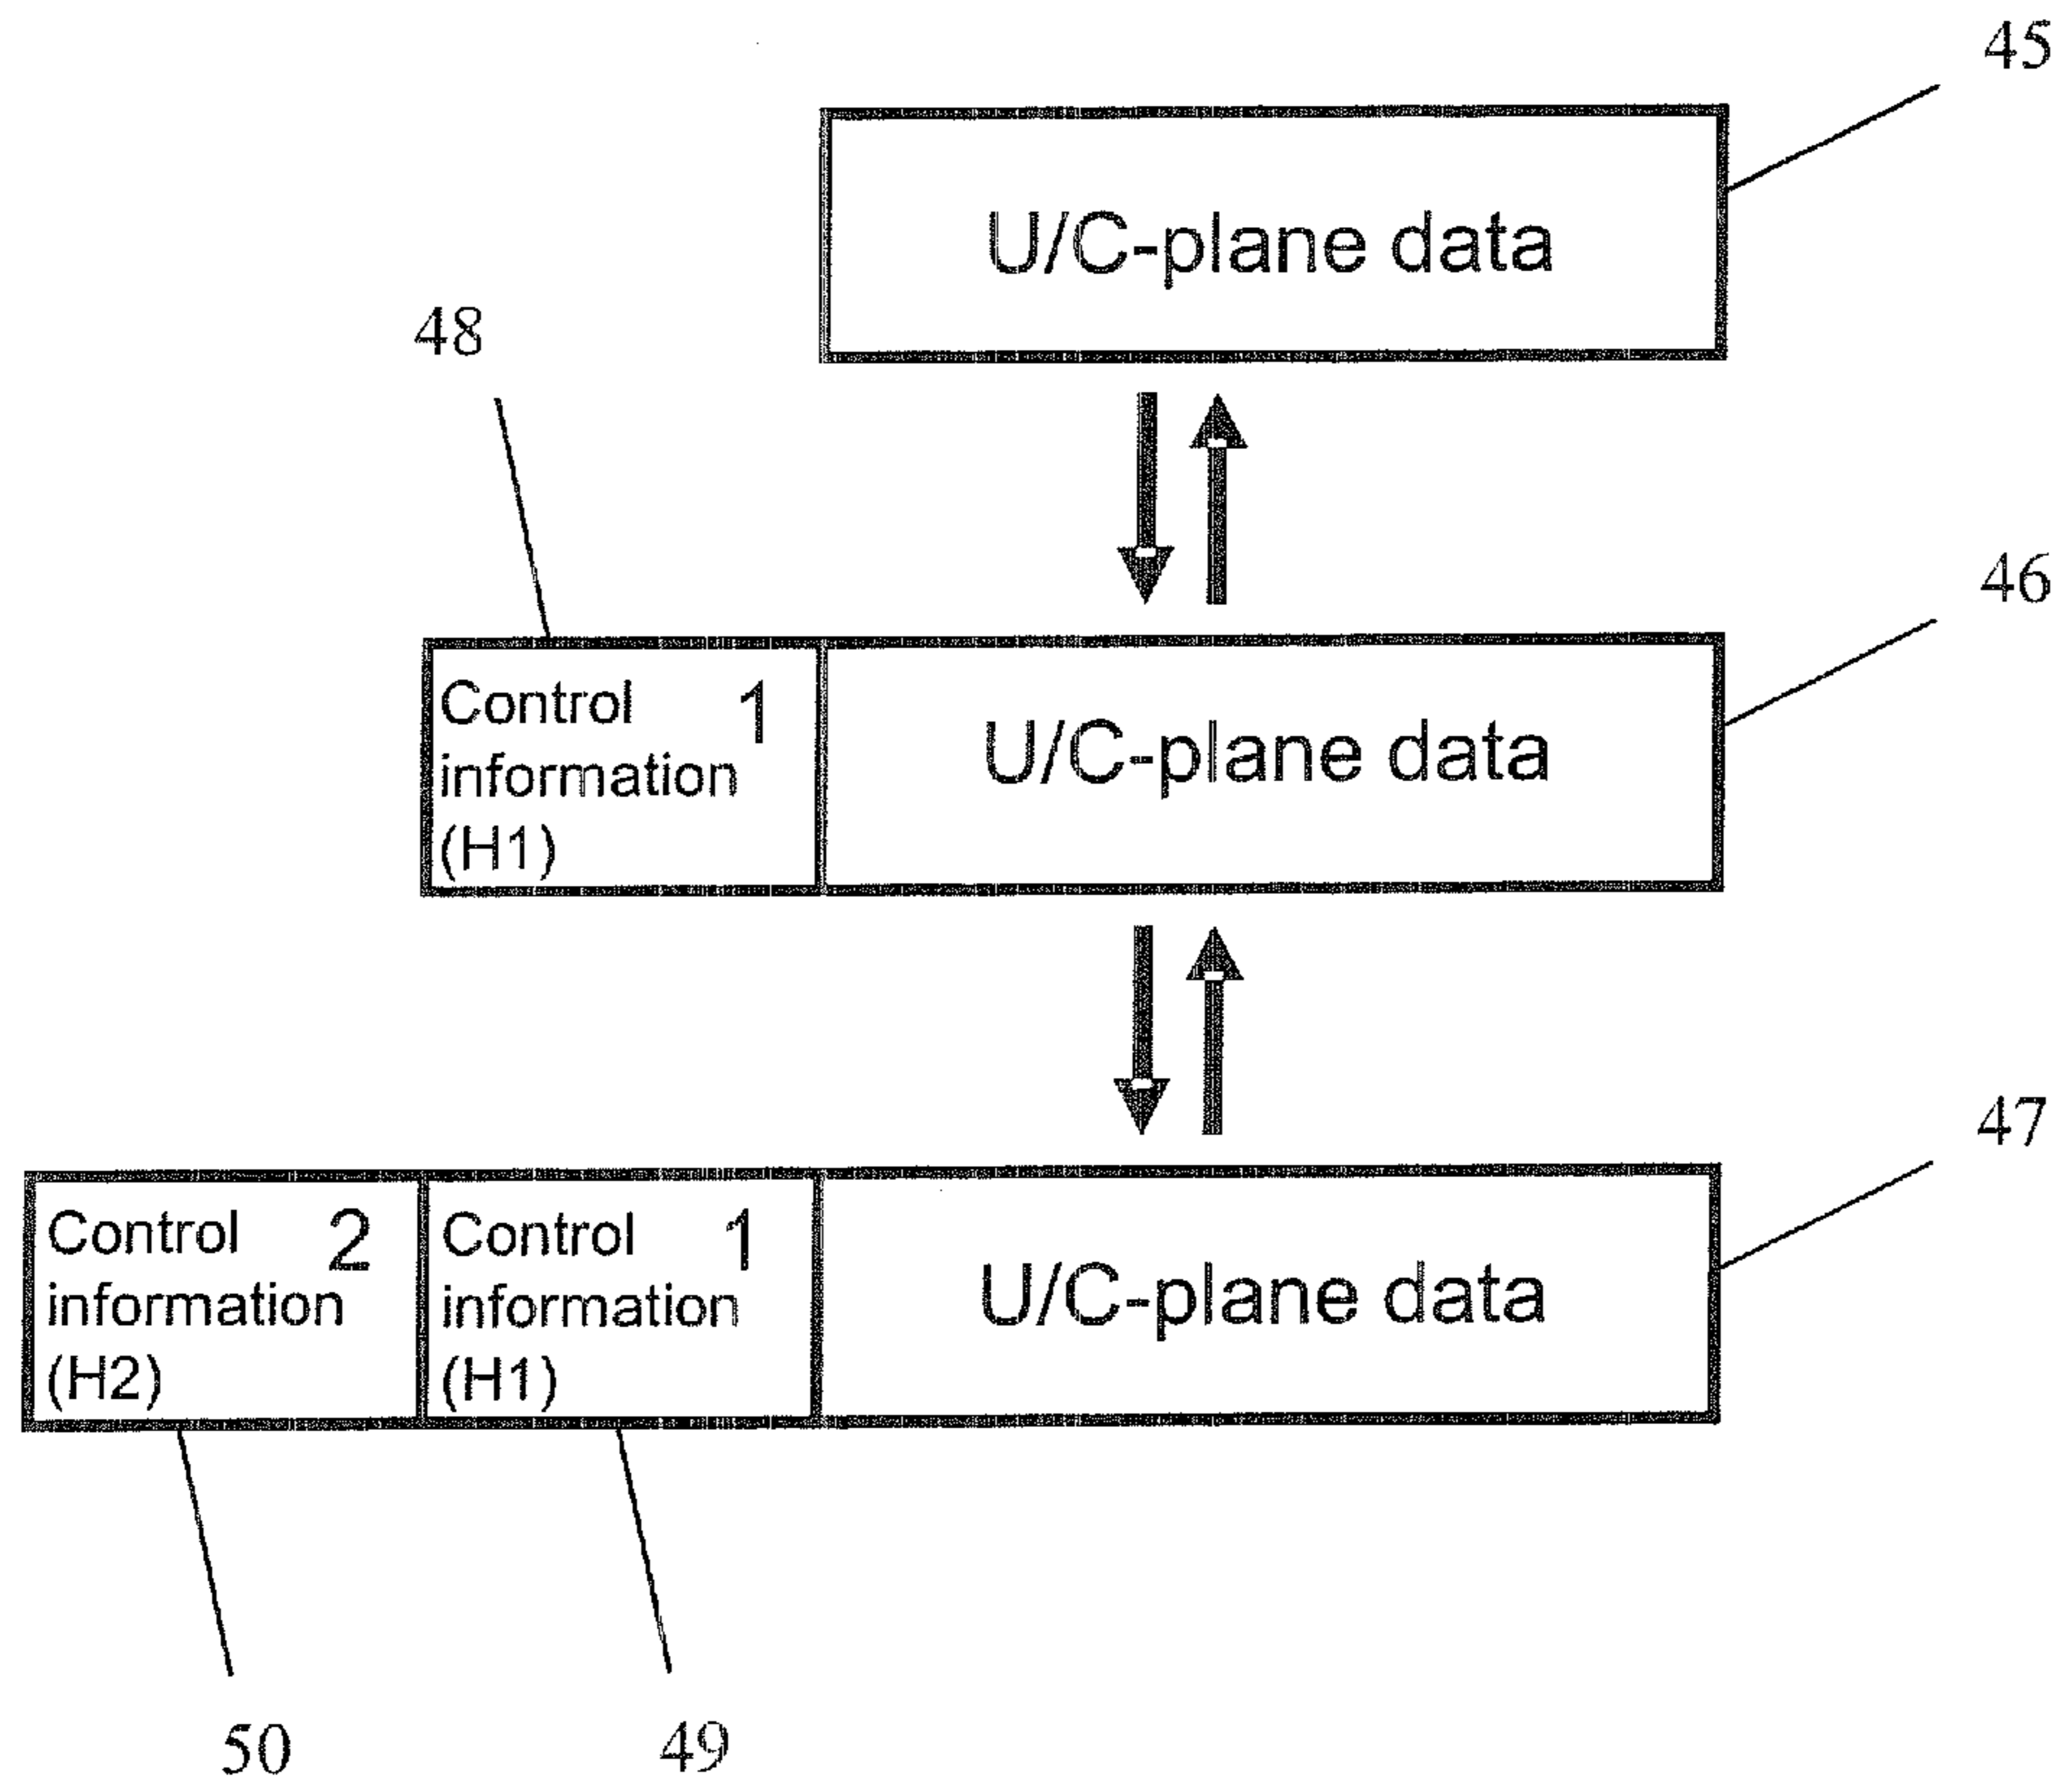 45
U/C-plane data
48
46
Control 1
information
(H1)
U/C-plane data
47
Control 2
information
(H2)
Control 1
information
(H1)
U/C-plane data
50
49